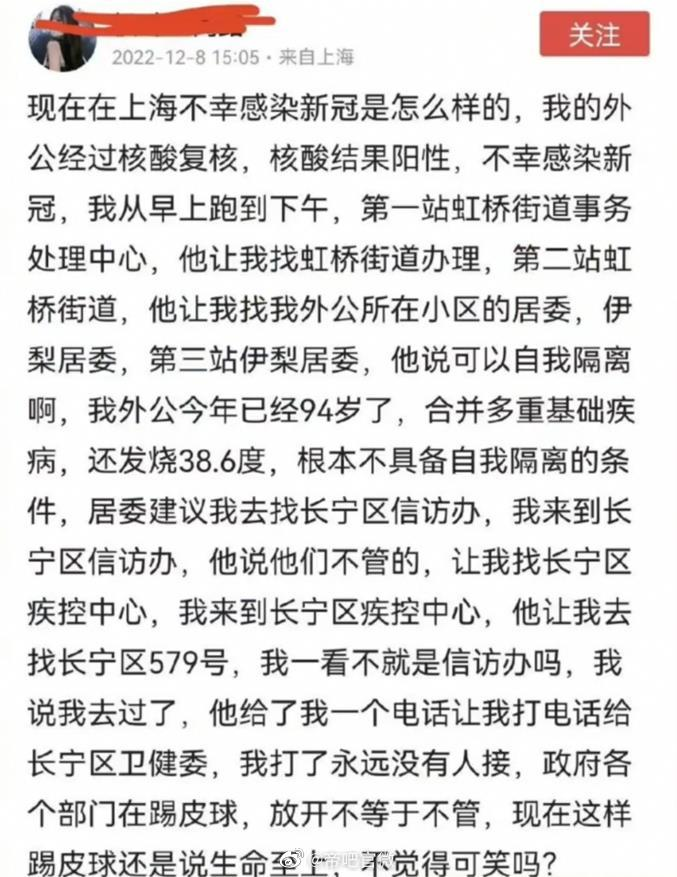 关注
2022-12-8 15:05·来自上海
现在在上海不幸感染新冠是怎么样的，我的外
公经过核酸复核，核酸结果阳性，不幸感染新
冠，我从早上跑到下午，第一站虹桥街道事务
处理中心，他让我找虹桥街道办理，第二站虹
桥街道，他让我找我外公所在小区的居委，伊
梨居委，第三站伊梨居委，他说可以自我隔离
啊，我外公今年已经94岁了，合并多重基础疾
病，还发烧38.6度，根本不具备自我隔离的条
件，居委建议我去找长宁区信访办，我来到长
宁区信访办，他说他们不管的，让我找长宁区
疾控中心，我来到长宁区疾控中心，他让我去
找长宁区579号，我一看不就是信访办吗，我
说我去过了，他给了我一个电话让我打电话给
长宁区卫健委，我打了永远没有人接，政府各
个部门在踢皮球，放开不等于不管，现在这样
踢皮球还是说生命至上，不觉得可笑吗？
@帝吧官微